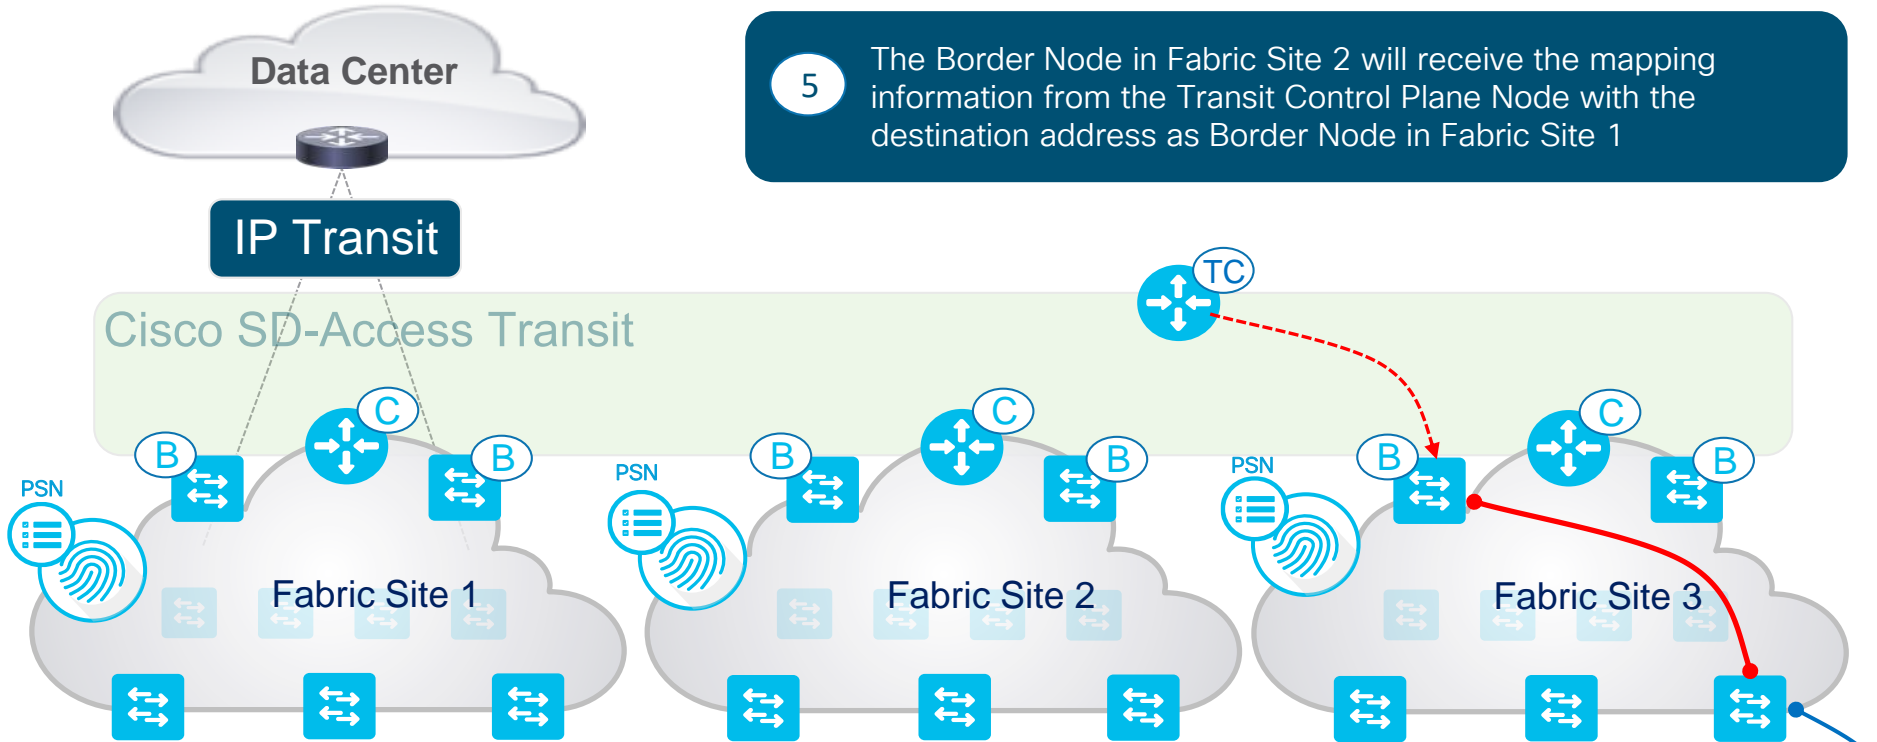 Data Center
5
The Border Node in Fabric Site 2 will receive the mapping
information from the Transit Control Plane Node with the
destination address as Border Node in Fabric Site 1
IP Transit
TC
Cisco SD-Access Transit
C
C
C
B
B
B
B
B
B
PSN
PSN
PSN
Fabric Site 1
Fabric Site 2
Fabric Site 3